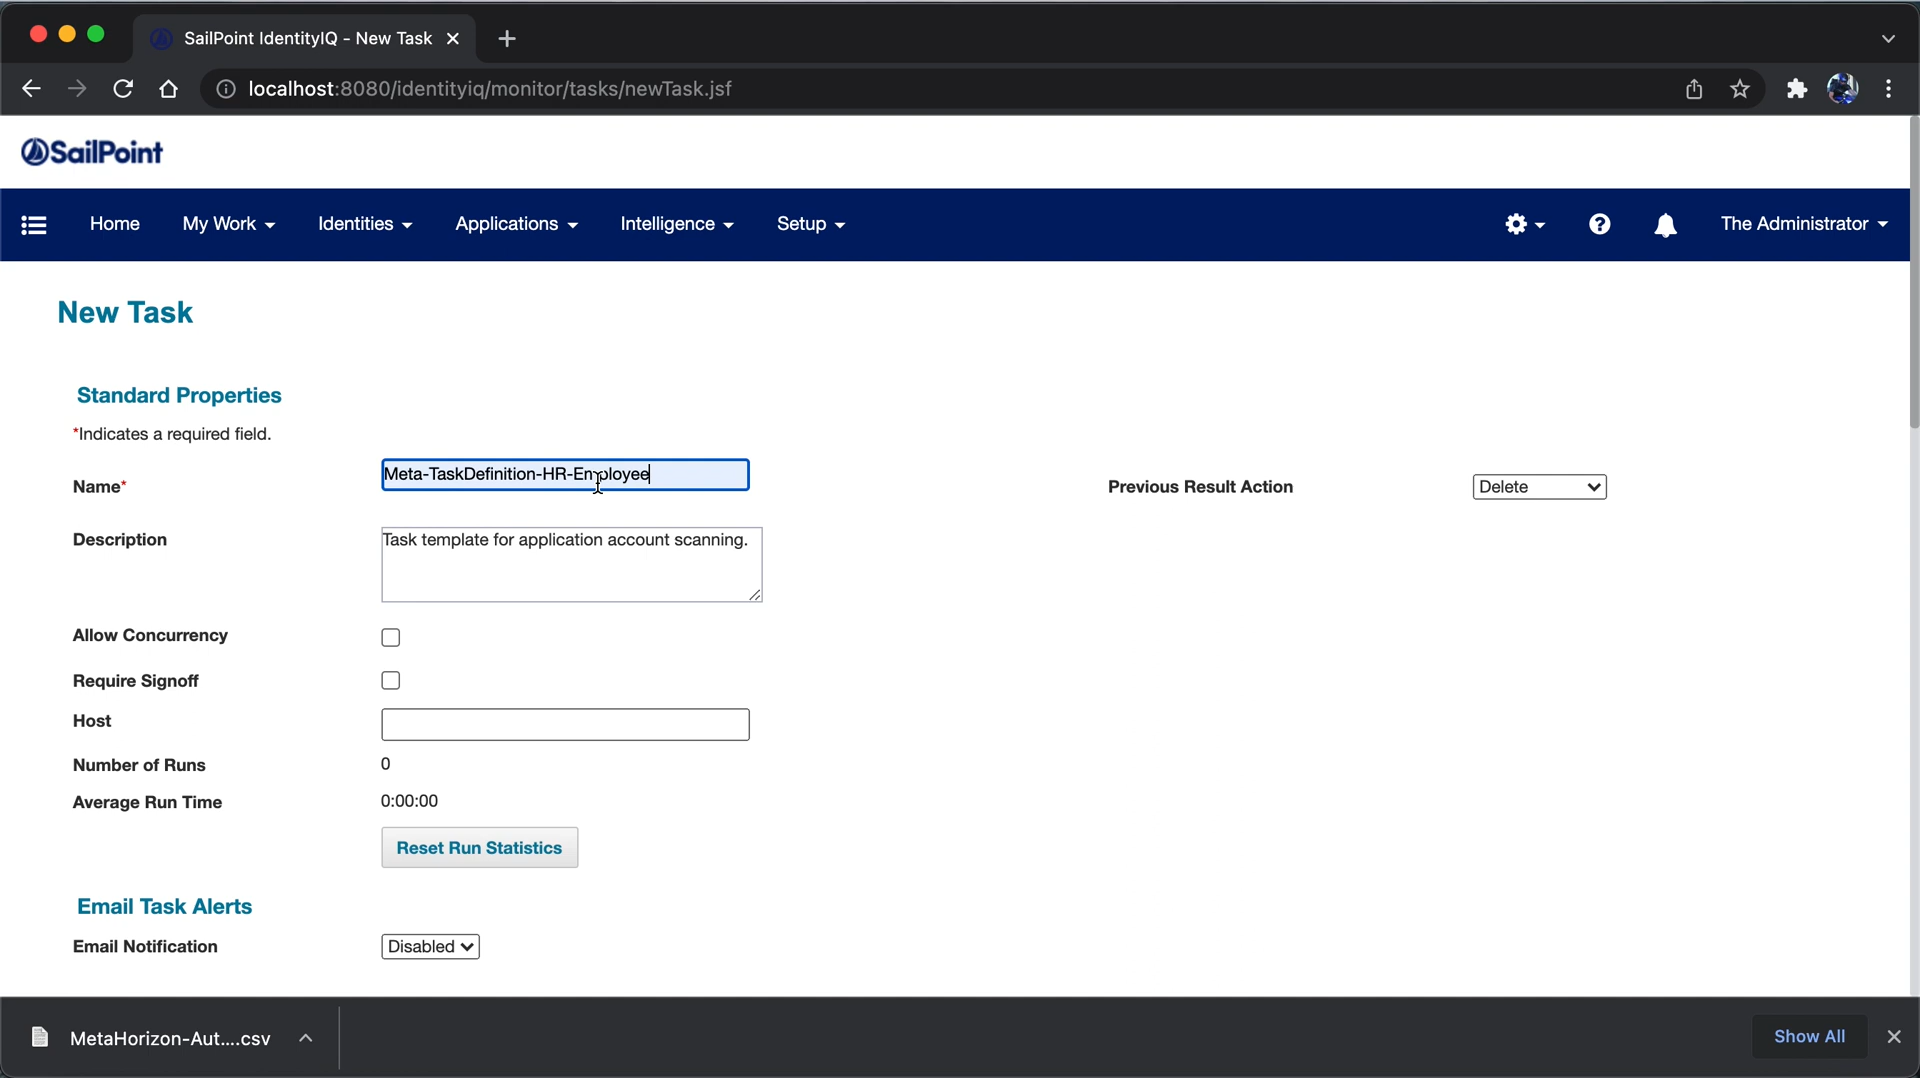 SailPoint IdentityIQ - New Task
localhost:8080/identityiq/monitor/tasks/newTask.jsf
SailPoint
Home My Work Identities Applications Intelligence Setup The Administrator
New Task
Standard Properties
*Indicates a required field.
Name* Meta-TaskDefinition-HR-Employee Previous Result Action Delete
Description Task template for application account scanning.
Allow Concurrency
Require Signoff
Host
Number of Runs 0
Average Run Time 0:00:00
Reset Run Statistics
Email Task Alerts
Email Notification Disabled
MetaHorizon-Aut....csv Show All